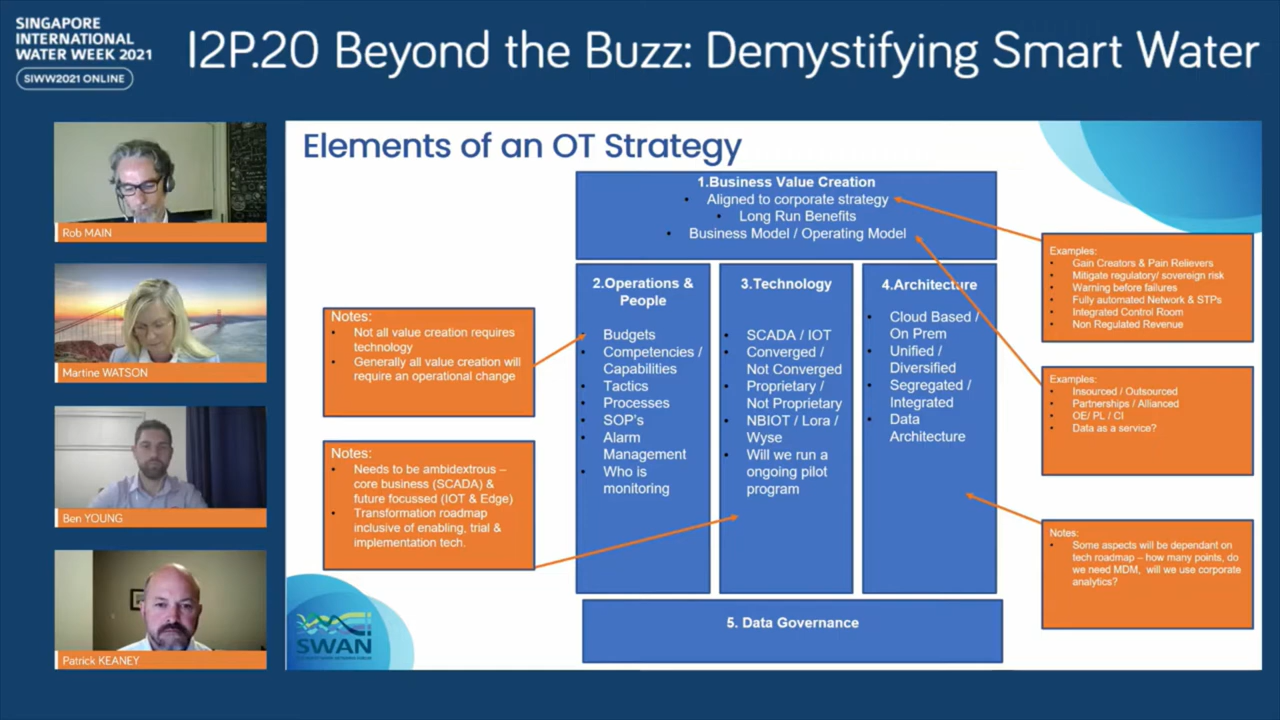 SINGAPORE
INTERNATIONAL
WATER WEEK 2021
SIWW2021 ONLINE
I2P.20 Beyond the Buzz: Demystifying Smart Water
Rob MAIN
Martine WATSON
Ben YOUNG
Patrick KEANEY
Elements of an OT Strategy
1.Business Value Creation
• Aligned to corporate strategy
• Long Run Benefits
• Business Model / Operating Model
Notes:
• Not all value creation requires
technology
• Generally all value creation will
require an operational change
Notes:
• Needs to be ambidextrous –
core business (SCADA) &
future focussed (IOT & Edge)
• Transformation roadmap
inclusive of enabling, trial &
implementation tech.
2.Operations &
People
• Budgets
• Competencies /
Capabilities
• Tactics
• Processes
• SOP's
• Alarm
Management
• Who is
monitoring
3.Technology
• SCADA / IOT
• Converged /
Not Converged
• Proprietary /
Not Proprietary
• NBIOT / Lora /
Wyse
• Will we run a
ongoing pilot
program
4.Architecture
• Cloud Based /
On Prem
• Unified /
Diversified
• Segregated /
Integrated
• Data
Architecture
Examples:
• Gain Creators & Pain Relievers
• Mitigate regulatory/ sovereign risk
• Warning before failures
• Fully automated Network & STPs
• Integrated Control Room
• Non Regulated Revenue
Examples:
• Insourced / Outsourced
• Partnerships / Allianced
• OE/ PL / CI
• Data as a service?
Notes:
• Some aspects will be dependant on
tech roadmap – how many points, do
we need MDM, will we use corporate
analytics?
5. Data Governance
SWAN